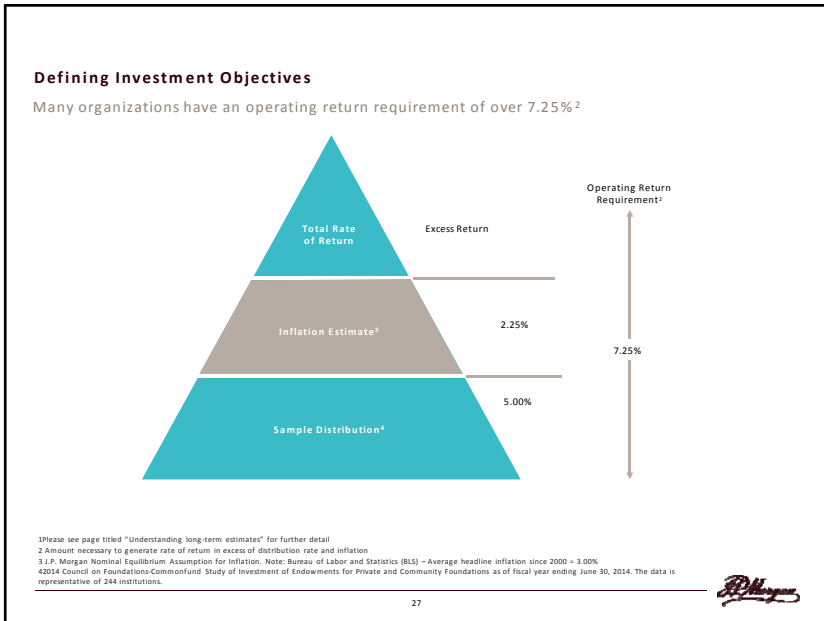 Defining Investment Objectives
Many organizations have an operating return requirement of over 7.25% ²
Operating Return
Requirement²
Total Rate
of Return
Excess Return
Inflation Estimate³
2.25%
7.25%
5.00%
Sample Distribution⁴
1Please see page titled "Understanding long-term estimates" for further detail
2 Amount necessary to generate rate of return in excess of distribution rate and inflation
3 J.P. Morgan Nominal Equilibrium Assumption for Inflation. Note: Bureau of Labor and Statistics (BLS) – Average headline inflation since 2000 = 3.00%
42014 Council on Foundations-Commonfund Study of Investment of Endowments for Private and Community Foundations as of fiscal year ending June 30, 2014. The data is
representative of 244 institutions.
27
J.P. Morgan